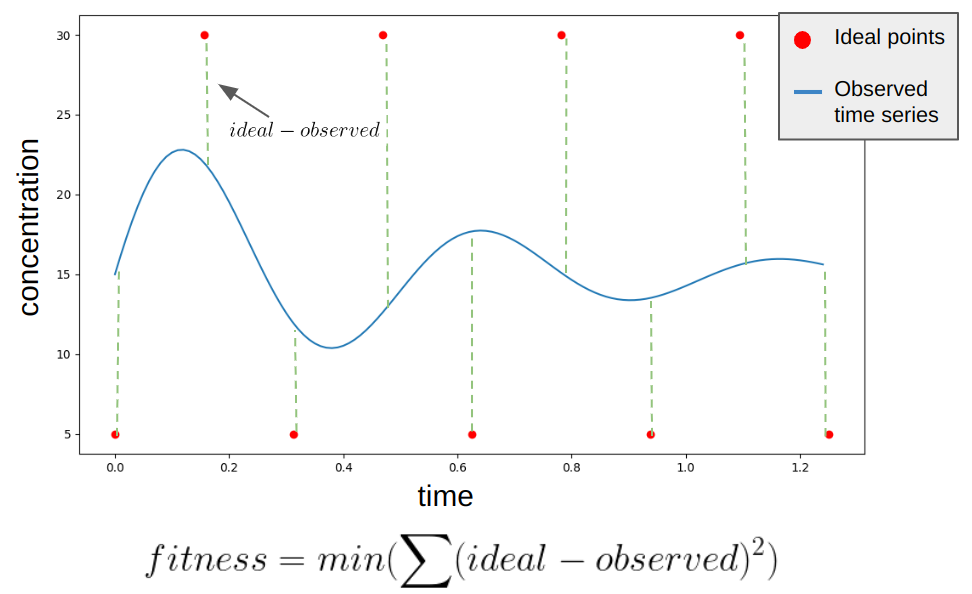 Ideal points
Observed
time series
30
25
20
15
10
5
concentration
ideal − observed
0.0 0.2 0.4 0.6 0.8 1.0 1.2
time
fitness = min(∑(ideal − observed)²)